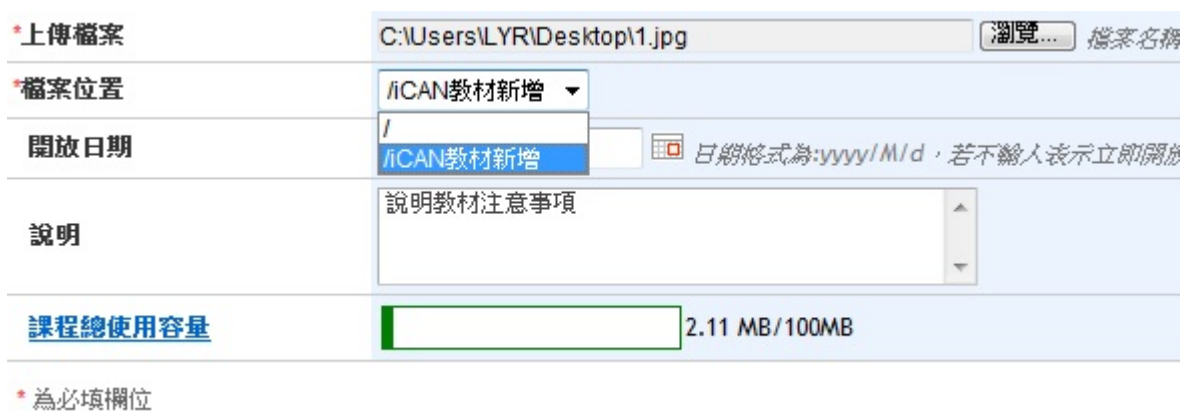 *上傳檔案 C:\Users\LYR\Desktop\1.jpg 瀏覽... 檔案名稱
*檔案位置 /iCAN教材新增
/
開放日期 /iCAN教材新增 日期格式為:yyyy/M/d，若不輸入表示立即開放
說明 說明教材注意事項
課程總使用容量 2.11 MB/100MB
* 為必填欄位